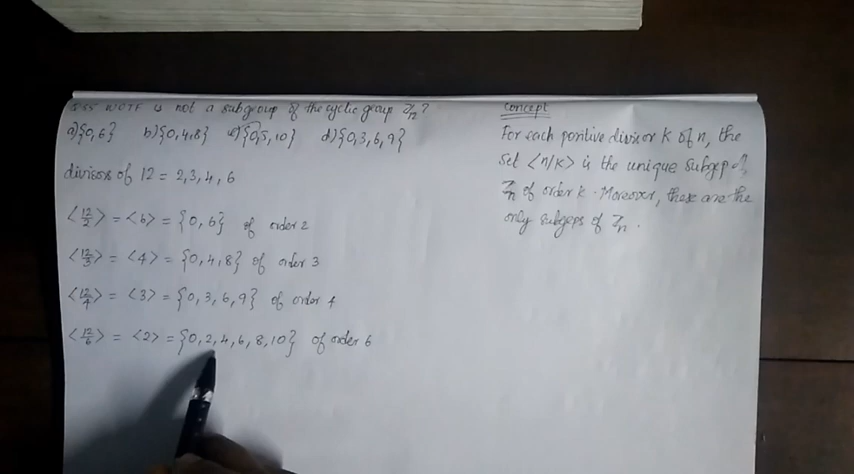 WOTF is not a subgroup of the cyclic group Zn?
a){0,6} b){0,4,8} c){0,5,10} d){0,3,6,9}
divisors of 12 = 2,3,4,6
<12/2> = <6> = {0,6} of order 2
<12/3> = <4> = {0,4,8} of order 3
<12/4> = <3> = {0,3,6,9} of order 4
<12/6> = <2> = {0,2,4,6,8,10} of order 6
Concept
For each positive divisor K of n, the
set <n/K> is the unique subgp of
Zn of order K. Moreover, these are the
only subgps of Zn.